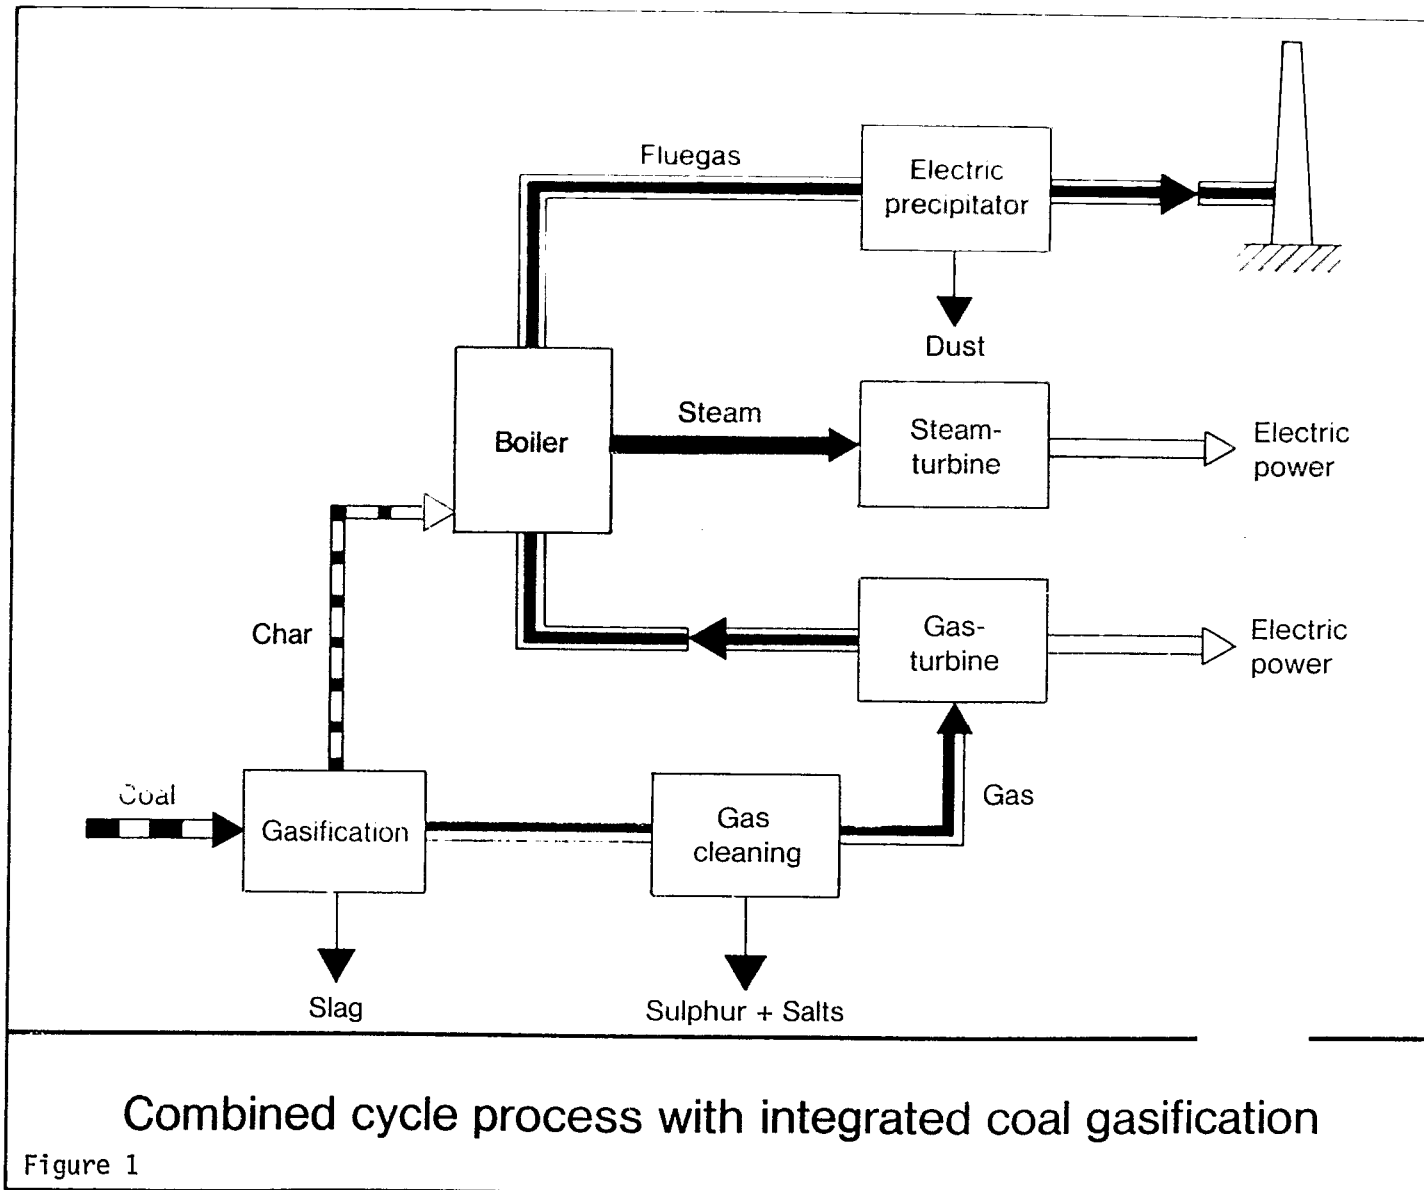 Fluegas
Electric
precipitator
Dust
Steam
Boiler
Steam-
turbine
Electric
power
Char
Gas-
turbine
Electric
power
Coal
Gasification
Gas
cleaning
Gas
Slag
Sulphur + Salts
Combined cycle process with integrated coal gasification
Figure 1